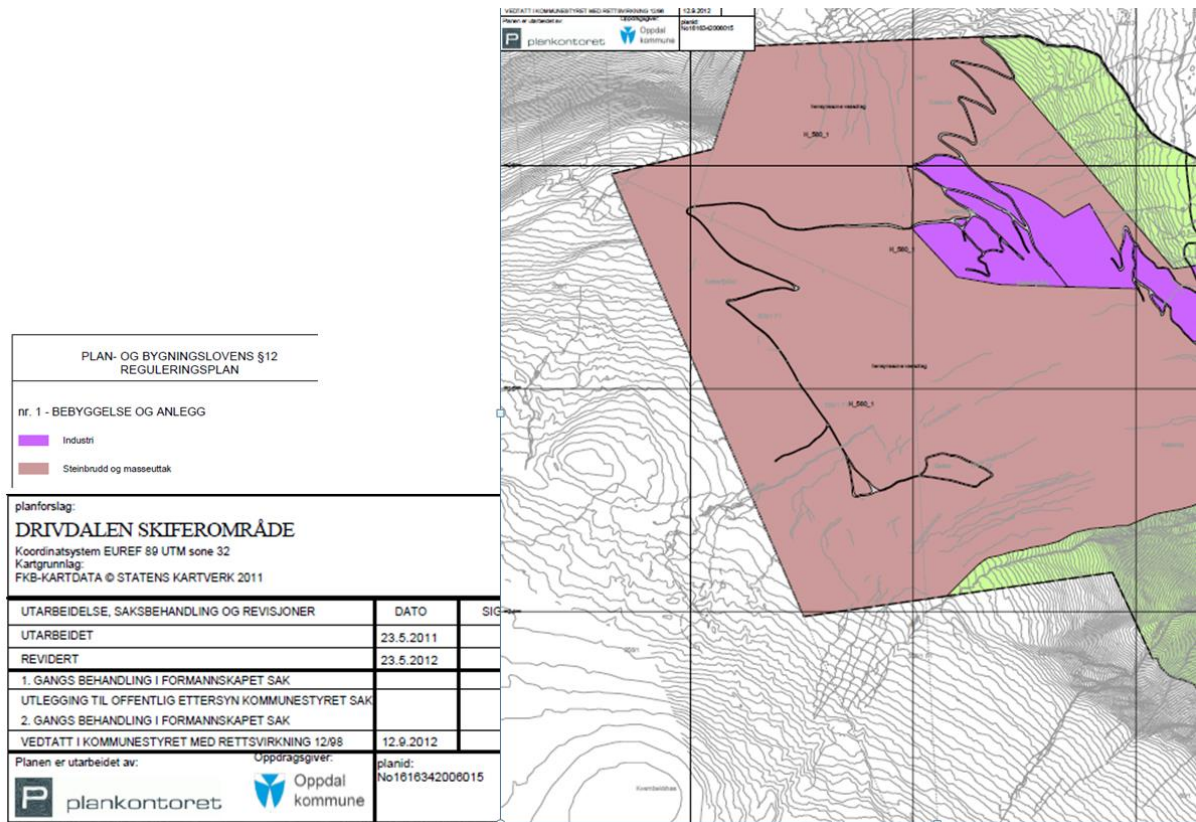 PLAN- OG BYGNINGSLOVENS §12
REGULERINGSPLAN
nr. 1 - BEBYGGELSE OG ANLEGG
Industri
Steinbrudd og masseuttak
planforslag:
DRIVDALEN SKIFEROMRÅDE
Koordinatsystem EUREF 89 UTM sone 32
Kartgrunnlag:
FKB-KARTDATA © STATENS KARTVERK 2011
UTARBEIDELSE, SAKSBEHANDLING OG REVISJONER DATO SIG
UTARBEIDET 23.5.2011
REVIDERT 23.5.2012
1. GANGS BEHANDLING I FORMANNSKAPET SAK
UTLEGGING TIL OFFENTLIG ETTERSYN KOMMUNESTYRET SAK
2. GANGS BEHANDLING I FORMANNSKAPET SAK
VEDTATT I KOMMUNESTYRET MED RETTSVIRKNING 12/98 12.9.2012
Planen er utarbeidet av: Oppdragsgiver: planid:
No1616342006015
P plankontoret Oppdal kommune
VEDTATT I KOMMUNESTYRET MED RETTSVIRKNING 12/98 12.9.2012
Planen er utarbeidet av: Oppdragsgiver: planid:
No1616342006015
P plankontoret Oppdal kommune
H_560_1
H_560_1
H_560_1